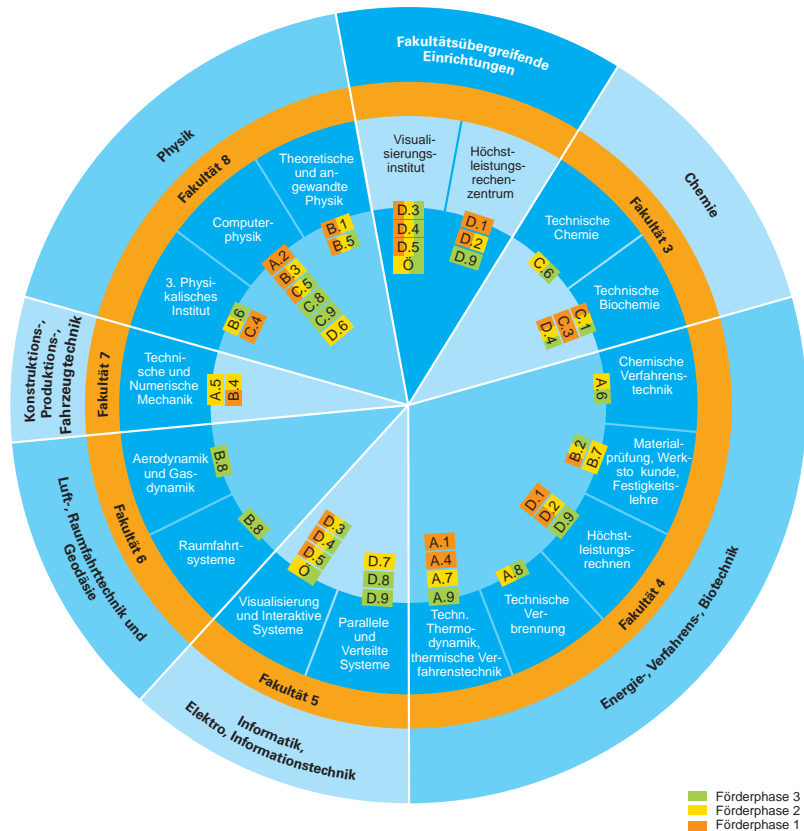 Fakultätsübergreifende
Einrichtungen
Visuali-
sierungs-
institut
Höchst-
leistungs-
rechen-
zentrum
D.3
D.4
D.5
Ö
D.1
D.2
D.9
Chemie
Fakultät 3
Technische
Chemie
C.6
Technische
Biochemie
C.1
C.3
D.4
Energie-, Verfahrens-, Biotechnik
Fakultät 4
Chemische
Verfahrens-
technik
A.6
Material-
prüfung, Werk-
sto kunde,
Festigkeits-
lehre
B.2
B.7
Höchst-
leistungs-
rechnen
D.1
D.2
D.9
Technische
Ver-
brennung
A.8
Techn.
Thermo-
dynamik,
thermische Ver-
fahrenstechnik
A.1
A.4
A.7
A.9
Informatik,
Elektro, Informationstechnik
Fakultät 5
Parallele
und
Verteilte
Systeme
D.7
D.8
D.9
Visualisierung
und Interaktive
Systeme
D.3
D.4
D.5
Ö
Luft-, Raumfahrttechnik und
Geodäsie
Fakultät 6
Raumfahrt-
systeme
B.8
Aerodynamik
und Gas-
dynamik
B.8
Konstruktions-,
Produktions-,
Fahrzeugtechnik
Fakultät 7
Techni-
sche und
Numerische
Mechanik
A.5
B.4
Physik
Fakultät 8
3. Physi-
kalisches
Institut
B.6
C.4
Computer-
physik
A.2
B.3
C.5
C.8
C.9
D.6
Theoretische
und an-
gewandte
Physik
B.1
B.5
Förderphase 3
Förderphase 2
Förderphase 1